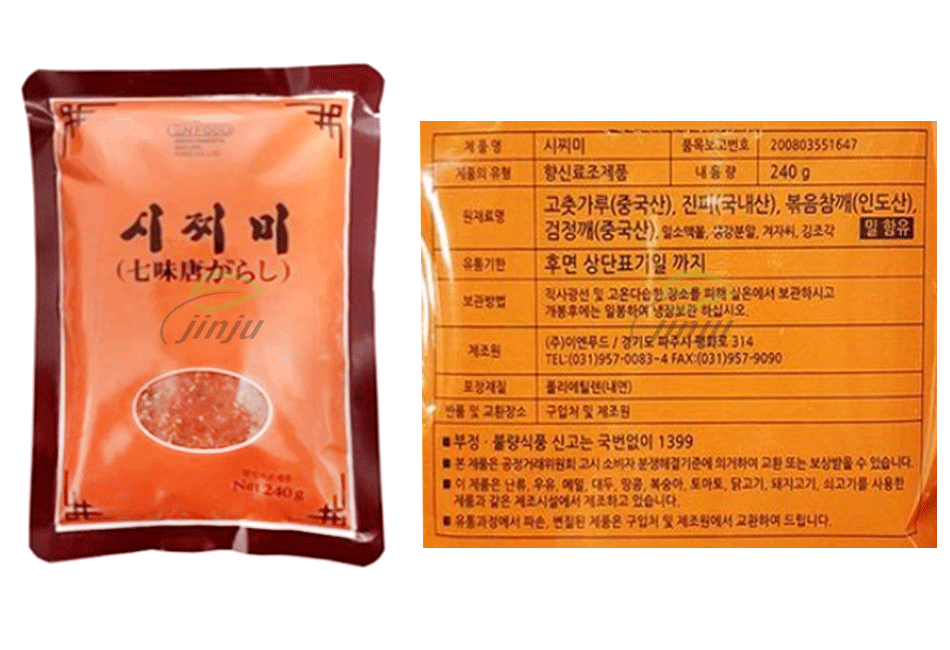 ENFOOD
시찌미
(七味唐がらし)
jinju
Net 240g
제품명 시찌미 품목보고번호 200803551647
제품의 유형 향신료조제품 내용량 240 g
원재료명 고춧가루(중국산), 진피(국내산), 볶음참깨(인도산),
검정깨(중국산), 일소맥물, 생강분말, 겨자씨, 김조각 밀 함유
유통기한 후면 상단표기일 까지
보관방법 직사광선 및 고온다습한 장소를 피해 실온에서 보관하시고
개봉후에는 밀봉하여 냉장보관 하십시오.
jinju
제조원 (주)이엔푸드 / 경기도 파주시 평화로 314
TEL:(031)957-0083~4 FAX:(031)957-9090
포장재질 폴리에틸렌(내면)
반품 및 교환장소 구입처 및 제조원
■ 부정·불량식품 신고는 국번없이 1399
■ 본 제품은 공정거래위원회 고시 소비자 분쟁해결기준에 의거하여 교환 또는 보상받을 수 있습니다.
■ 이 제품은 난류, 우유, 메밀, 대두, 땅콩, 복숭아, 토마토, 닭고기, 돼지고기, 쇠고기를 사용한
제품과 같은 제조시설에서 제조하고 있습니다.
■ 유통과정에서 파손, 변질된 제품은 구입처 및 제조원에서 교환하여 드립니다.